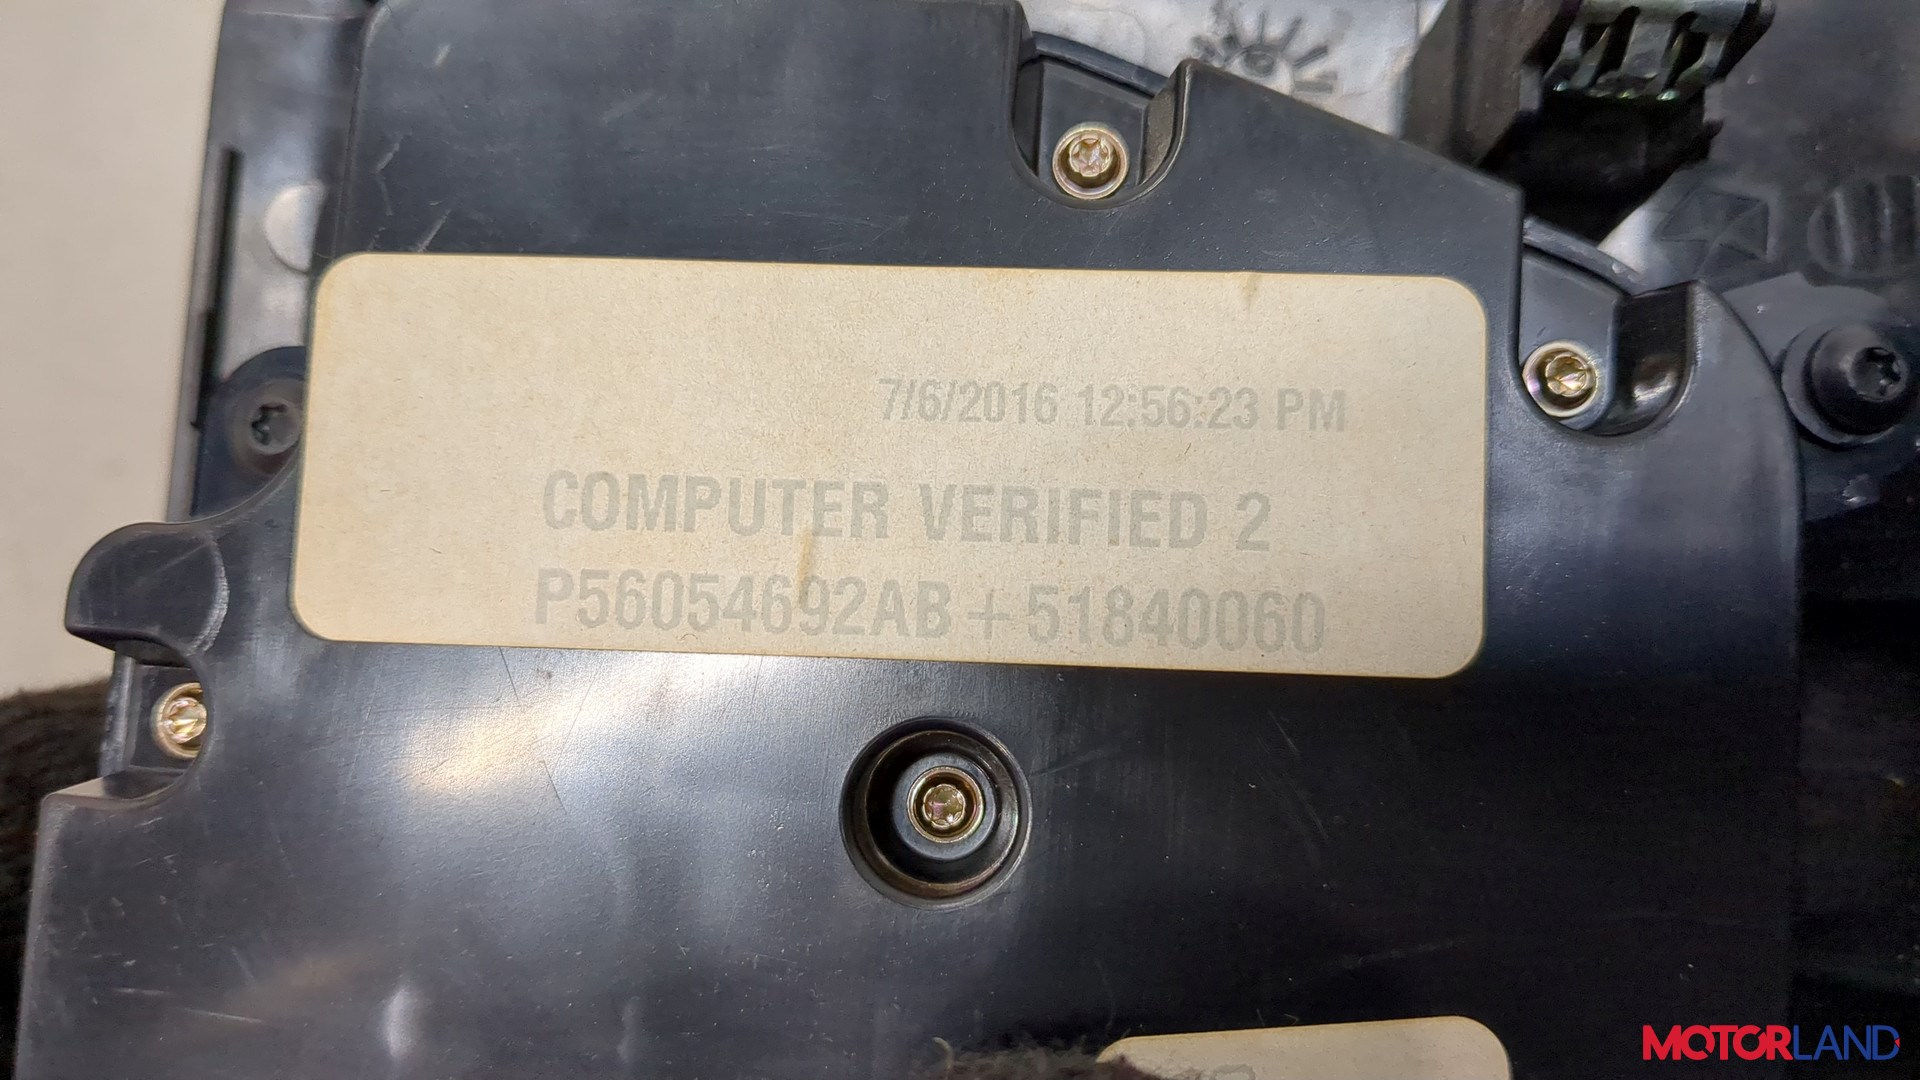 7/6/2016 12:56:23 PM
COMPUTER VERIFIED 2
P56054692AB + 51840060
MOTORLAND